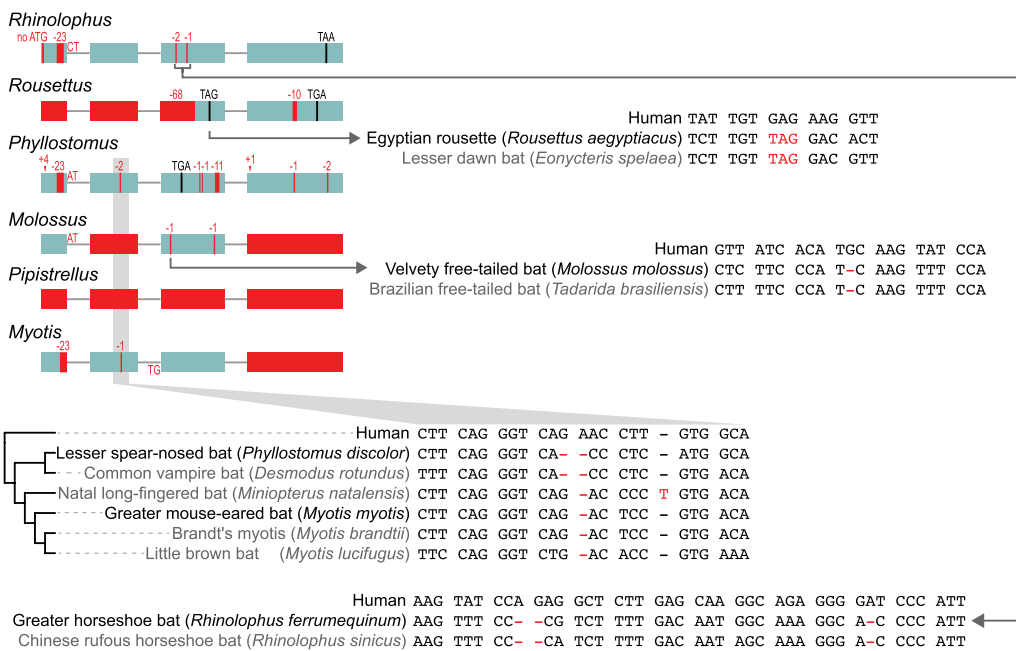 Rhinolophus
no ATG -23 CT -2 -1 TAA
Rousettus
-68 TAG -10 TGA
Human TAT TGT GAG AAG GTT
Egyptian rousette (Rousettus aegyptiacus) TCT TGT TAG GAC ACT
Lesser dawn bat (Eonycteris spelaea) TCT TGT TAG GAC GTT
Phyllostomus
+4 -23 AT -2 TGA -1 -1 -11 +1 -1 -2
Molossus
AT -1 -1
Human GTT ATC ACA TGC AAG TAT CCA
Velvety free-tailed bat (Molossus molossus) CTC TTC CCA T-C AAG TTT CCA
Brazilian free-tailed bat (Tadarida brasiliensis) CTT TTC CCA T-C AAG TTT CCA
Pipistrellus
Myotis
-23 -1 TG
Human CTT CAG GGT CAG AAC CTT - GTG GCA
Lesser spear-nosed bat (Phyllostomus discolor) CTT CAG GGT CA- -CC CTC - ATG GCA
Common vampire bat (Desmodus rotundus) TTT CAG GGT CA- -CC CTC - GTG ACA
Natal long-fingered bat (Miniopterus natalensis) CTT CAG GGT CAG -AC CCC T GTG ACA
Greater mouse-eared bat (Myotis myotis) CTT CAG GGT CAG -AC TCC - GTG ACA
Brandt's myotis (Myotis brandtii) CTT CAG GGT CAG -AC TCC - GTG ACA
Little brown bat (Myotis lucifugus) TTC CAG GGT CTG -AC ACC - GTG AAA
Human AAG TAT CCA GAG GCT CTT GAG CAA GGC AGA GGG GAT CCC ATT
Greater horseshoe bat (Rhinolophus ferrumequinum) AAG TTT CC- -CG TCT TTT GAC AAT GGC AAA GGC A-C CCC ATT
Chinese rufous horseshoe bat (Rhinolophus sinicus) AAG TTT CC- -CA TCT TTT GAC AAT AGC AAA GGG A-C CCC ATT